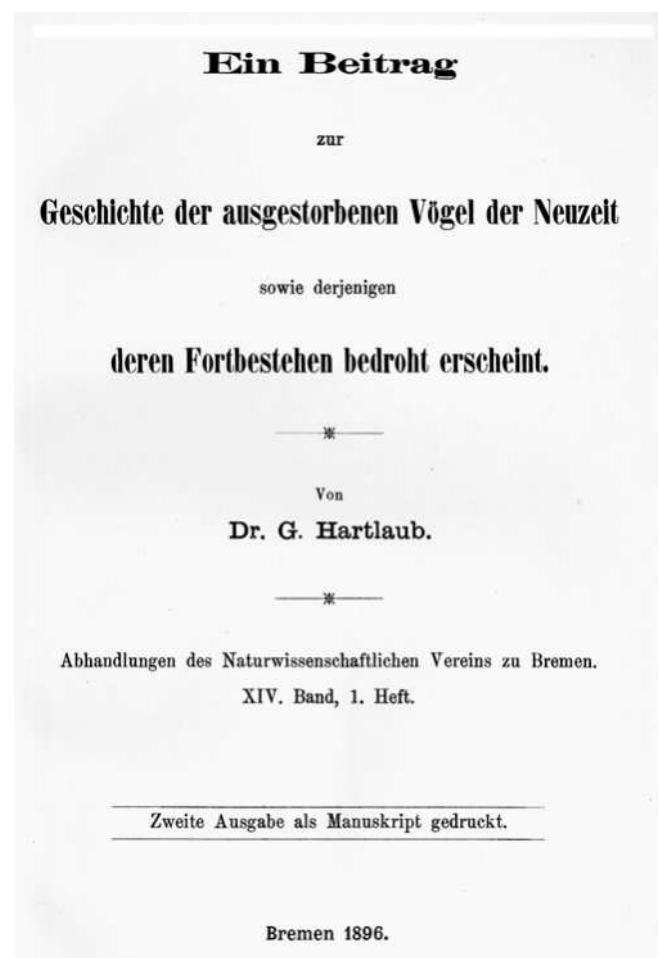 Ein Beitrag
zur
Geschichte der ausgestorbenen Vögel der Neuzeit
sowie derjenigen
deren Fortbestehen bedroht erscheint.
Von
Dr. G. Hartlaub.
Abhandlungen des Naturwissenschaftlichen Vereins zu Bremen.
XIV. Band, 1. Heft.
Zweite Ausgabe als Manuskript gedruckt.
Bremen 1896.